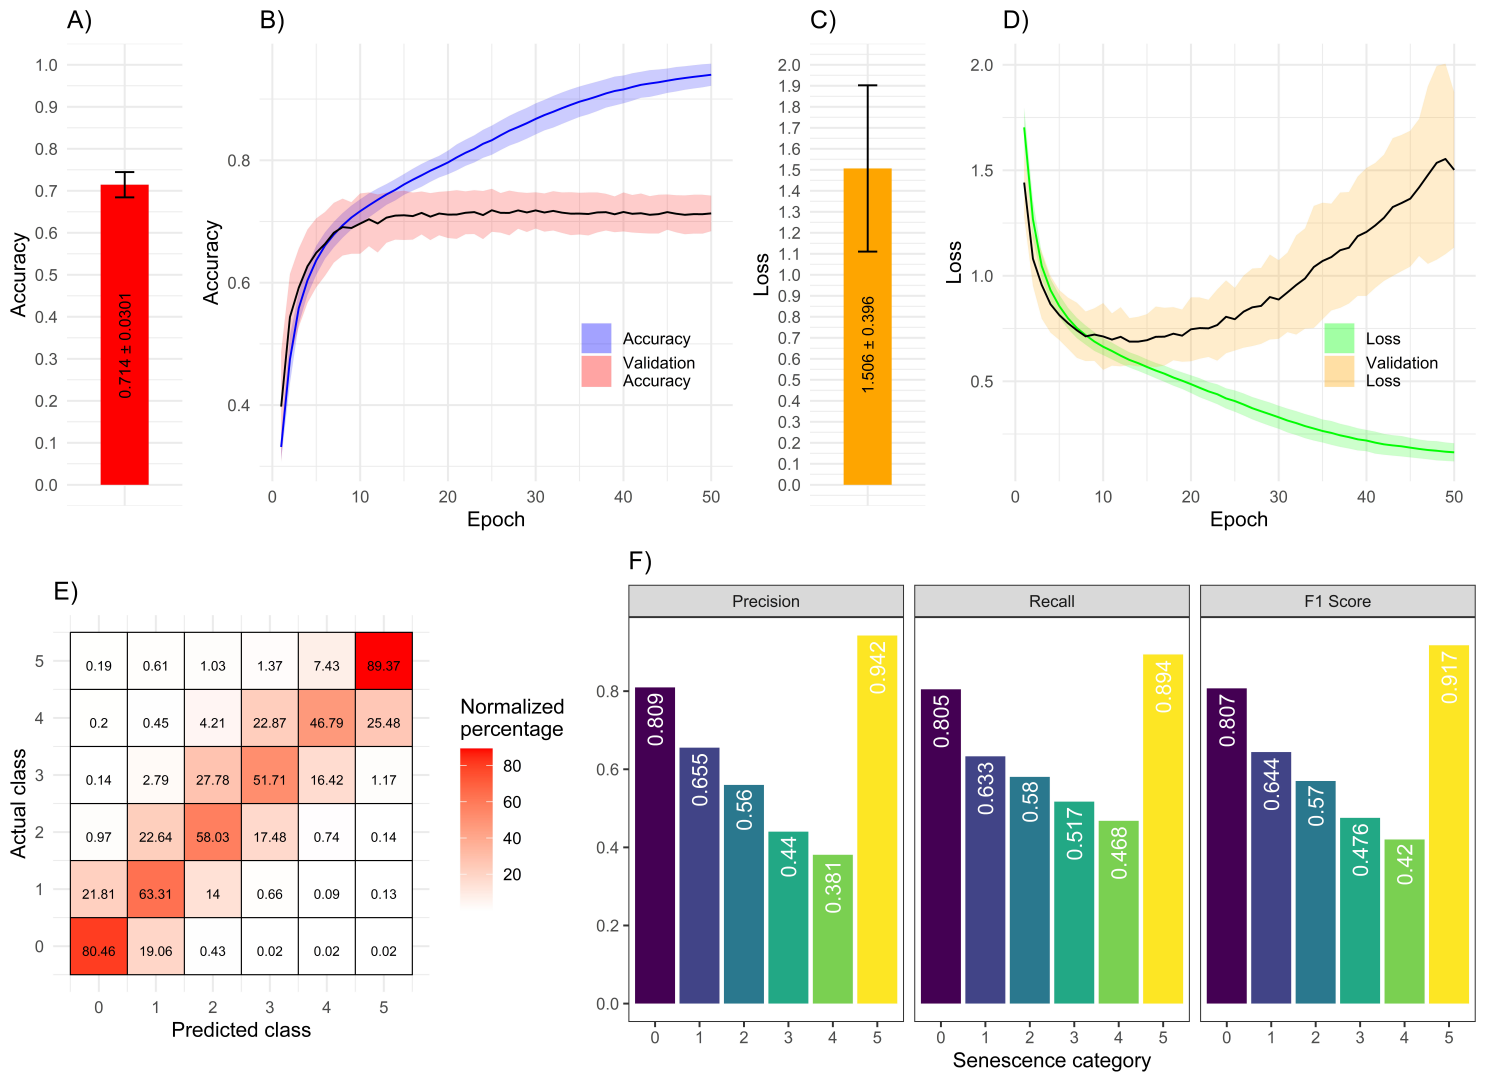 A)
Accuracy
1.0
0.9
0.8
0.7
0.6
0.5
0.4
0.3
0.2
0.1
0.0
0.714 ± 0.0301
B)
Accuracy
0.8
0.6
0.4
0
10
20
30
40
50
Epoch
Accuracy
Validation
Accuracy
C)
Loss
2.0
1.9
1.8
1.7
1.6
1.5
1.4
1.3
1.2
1.1
1.0
0.9
0.8
0.7
0.6
0.5
0.4
0.3
0.2
0.1
0.0
1.506 ± 0.396
D)
Loss
2.0
1.5
1.0
0.5
0
10
20
30
40
50
Epoch
Loss
Validation
Loss
E)
Actual class
5 0.19 0.61 1.03 1.37 7.43 89.37
4 0.2 0.45 4.21 22.87 46.79 25.48
3 0.14 2.79 27.78 51.71 16.42 1.17
2 0.97 22.64 58.03 17.48 0.74 0.14
1 21.81 63.31 14 0.66 0.09 0.13
0 80.46 19.06 0.43 0.02 0.02 0.02
0 1 2 3 4 5
Predicted class
Normalized
percentage
80
60
40
20
F)
Precision
Recall
F1 Score
0.8
0.6
0.4
0.2
0.0
0.809
0.655
0.56
0.44
0.381
0.942
0.805
0.633
0.58
0.517
0.468
0.894
0.807
0.644
0.57
0.476
0.42
0.917
0 1 2 3 4 5
0 1 2 3 4 5
0 1 2 3 4 5
Senescence category